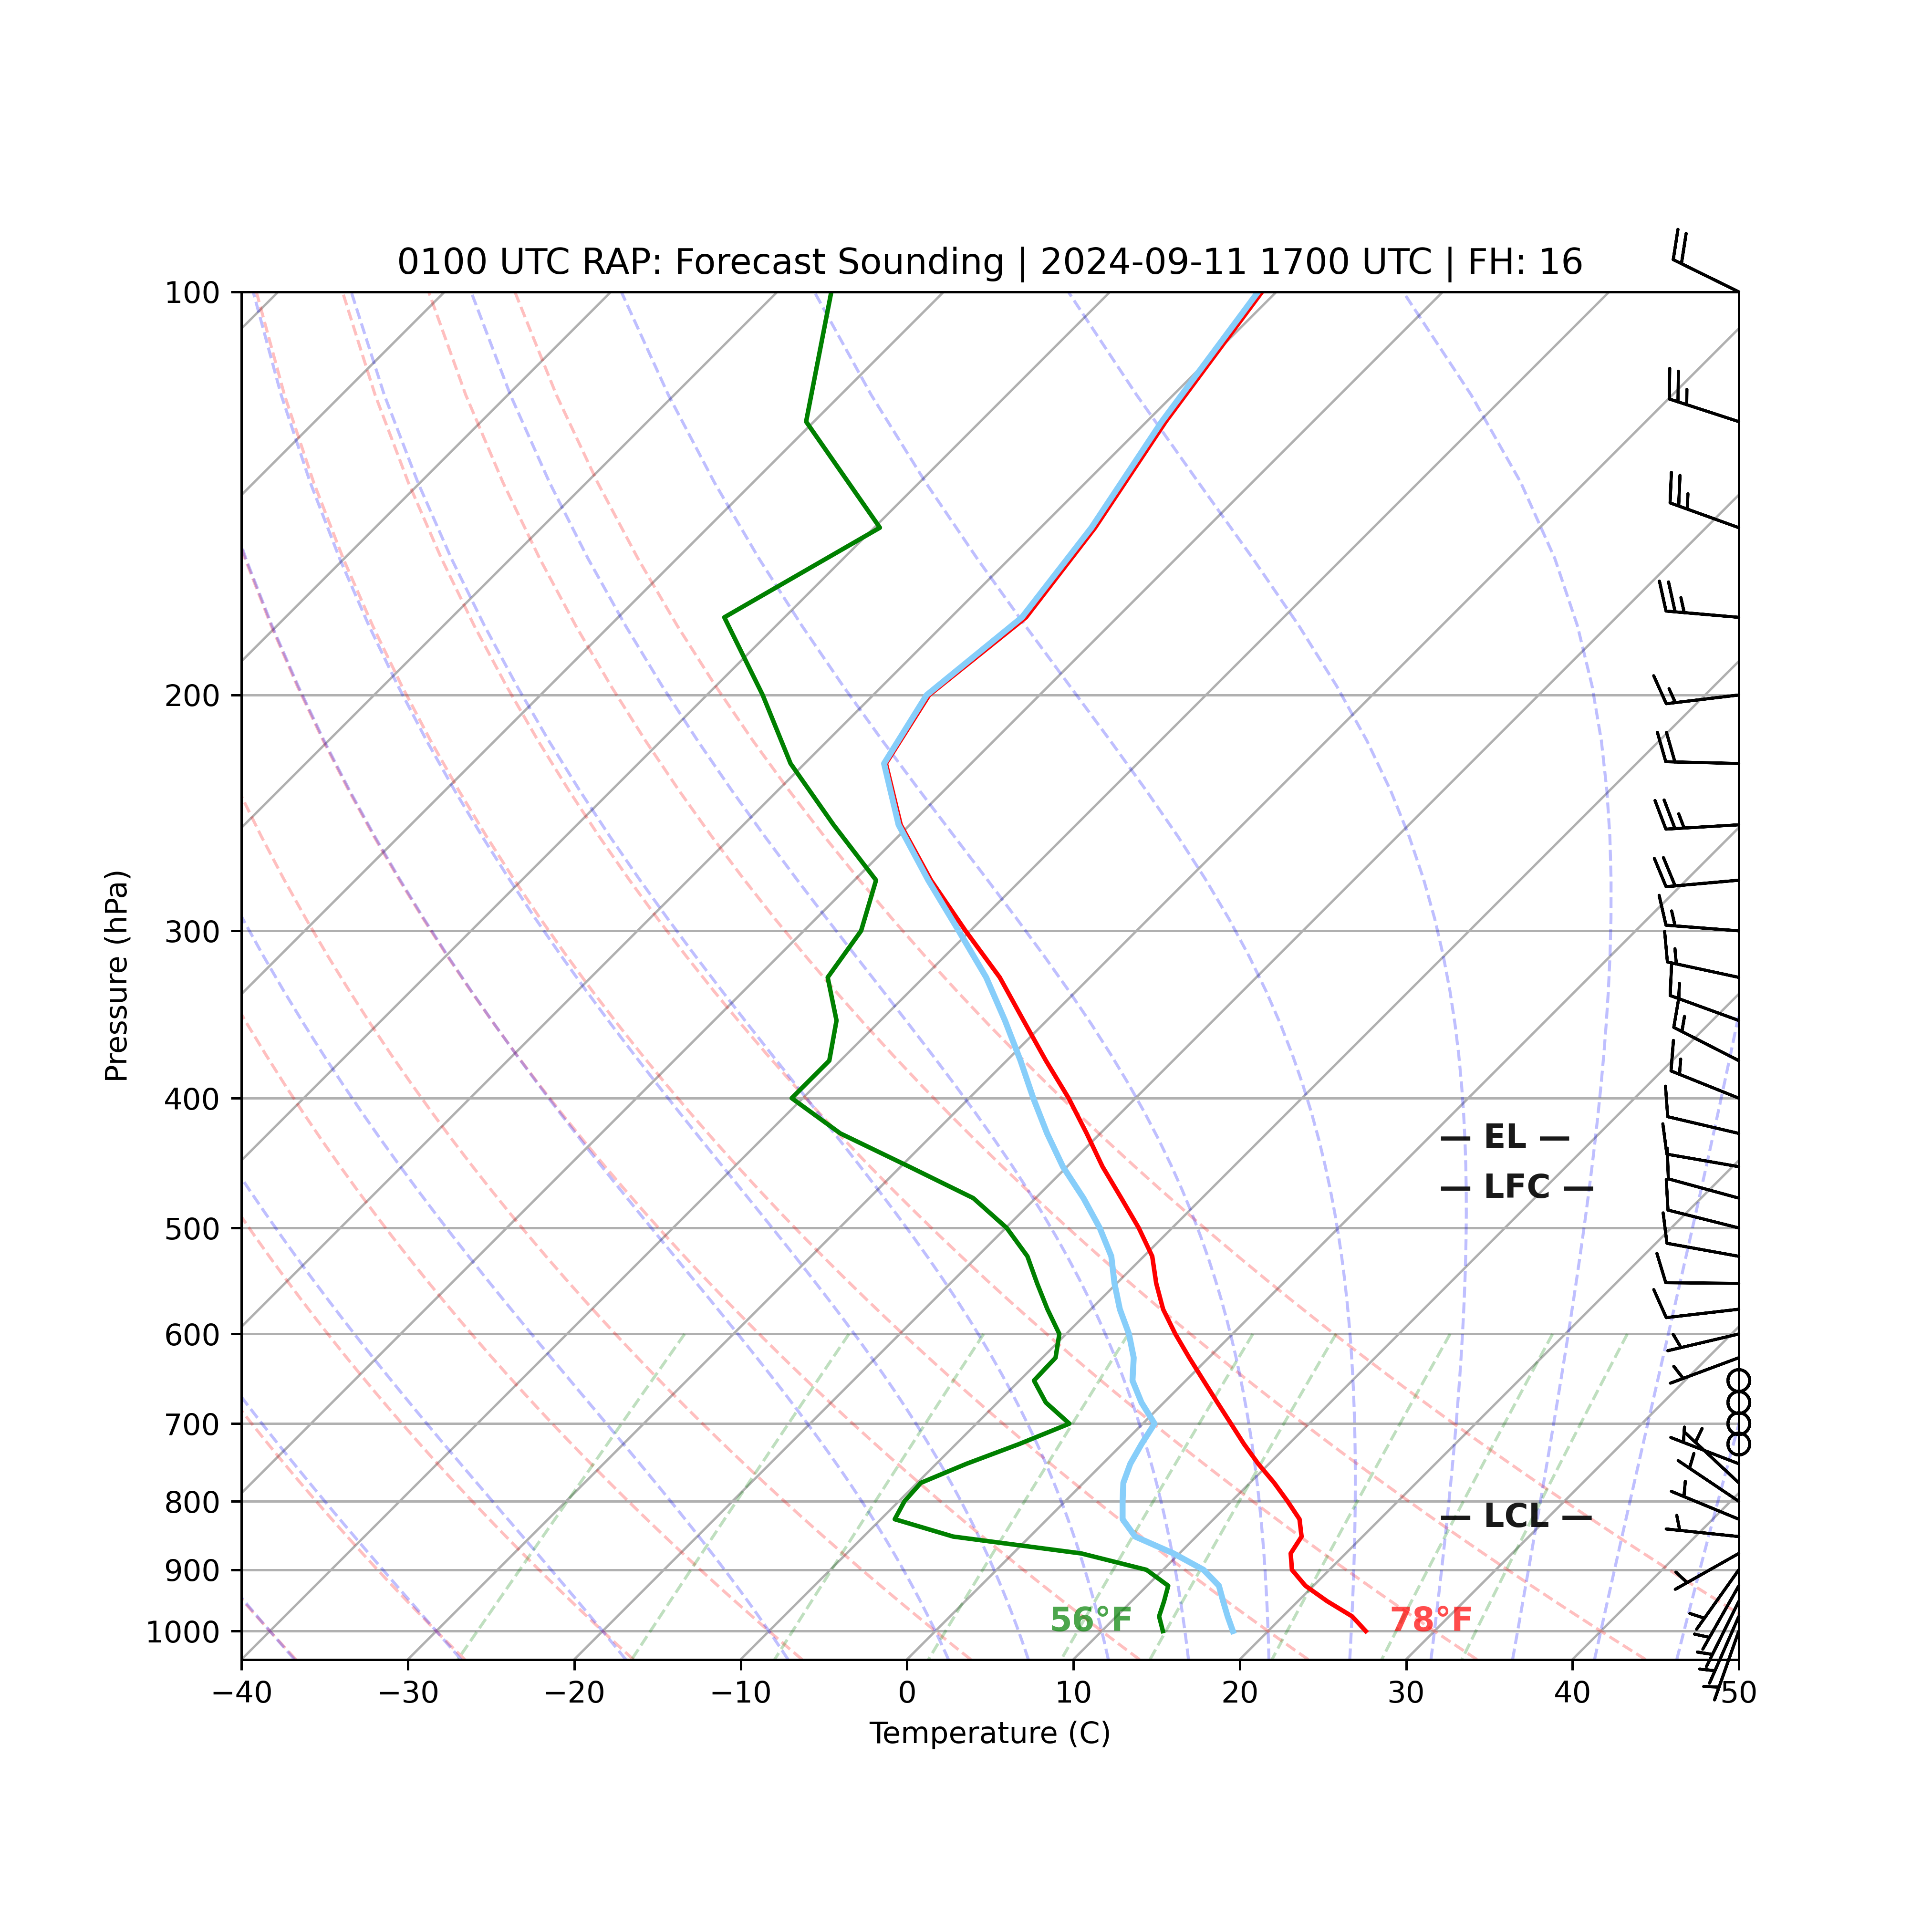 0100 UTC RAP: Forecast Sounding | 2024-09-11 1700 UTC | FH: 16
100
200
300
400
— EL —
— LFC —
500
600
700
800
— LCL —
900
56°F 78°F
1000
−40 −30 −20 −10 0 10 20 30 40 50
Temperature (C)
Pressure (hPa)